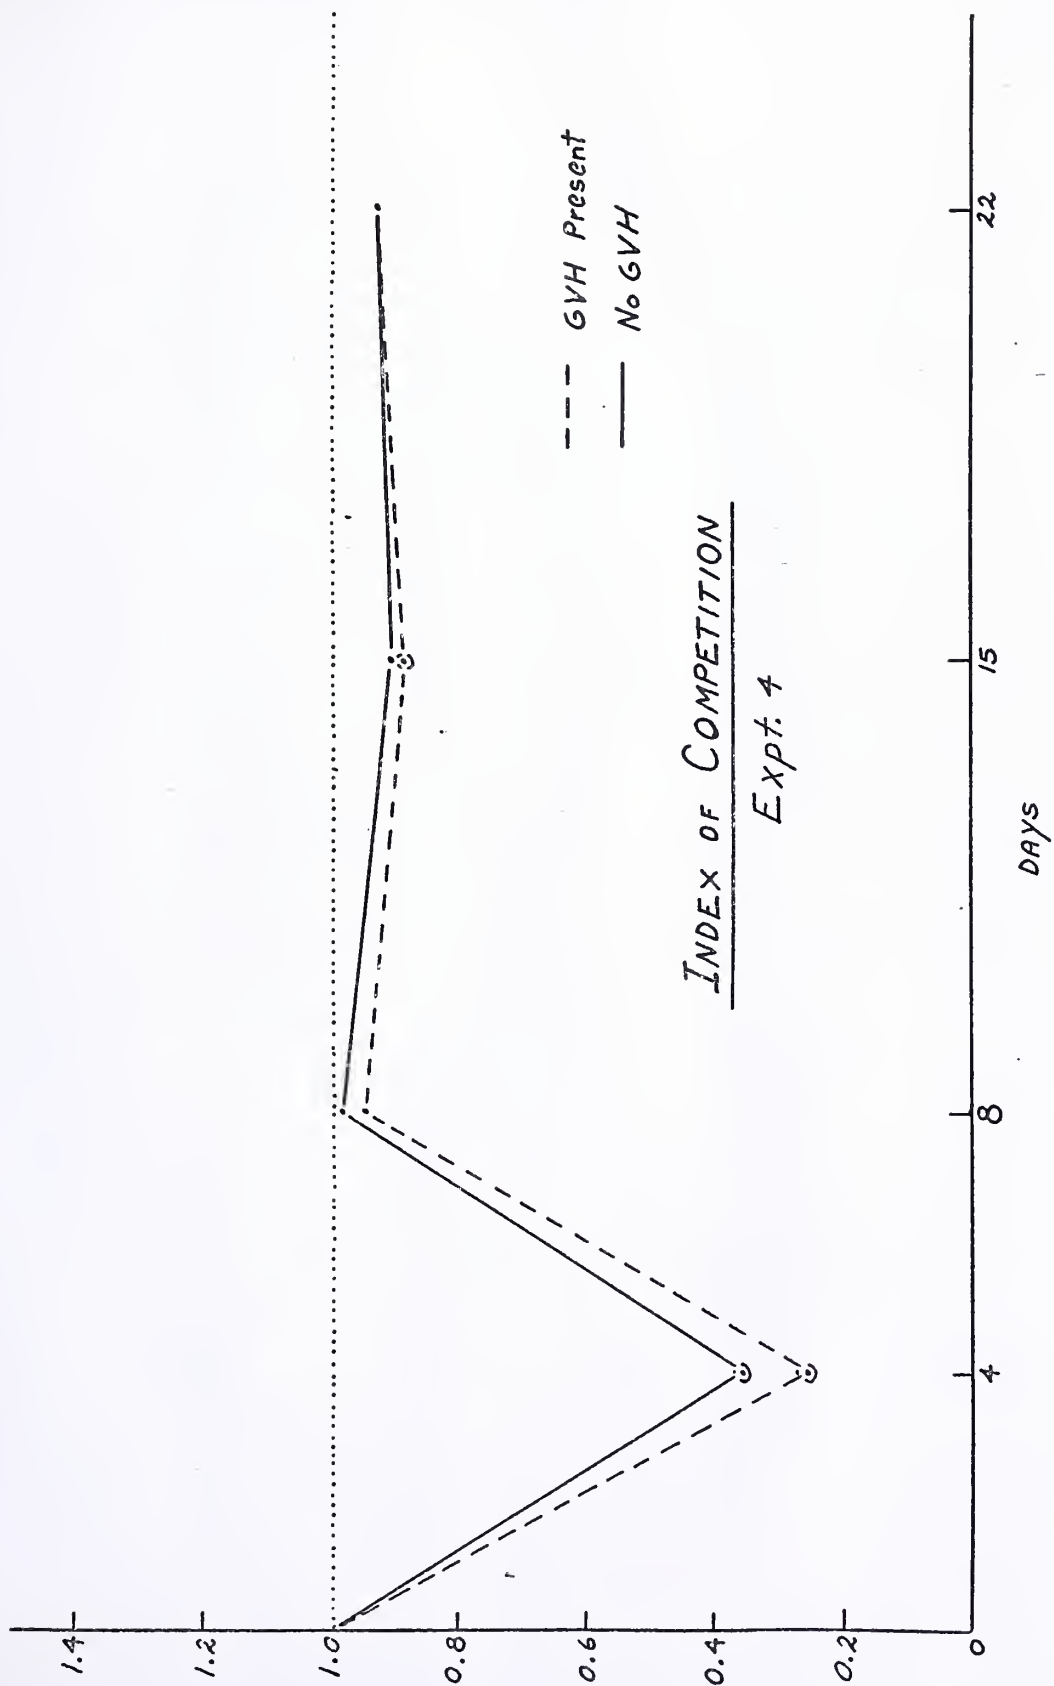 1.4
1.2
1.0
0.8
0.6
0.4
0.2
0
--- GVH Present
— No GVH
INDEX OF COMPETITION
Expt. 4
4
8
15
22
DAYS